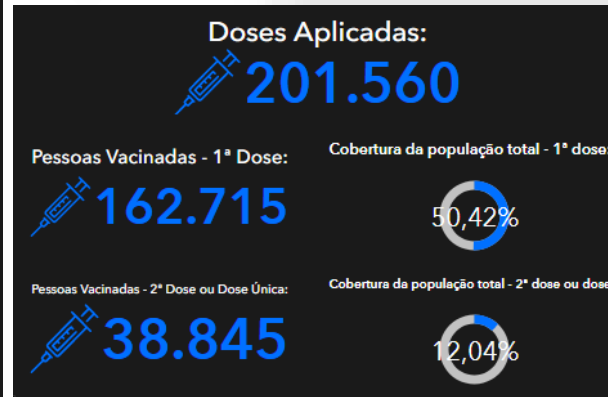 Doses Aplicadas:
201.560
Pessoas Vacinadas - 1ª Dose:
162.715
Cobertura da população total - 1ª dose:
50,42%
Pessoas Vacinadas - 2ª Dose ou Dose Única:
38.845
Cobertura da população total - 2ª dose ou dose
12,04%